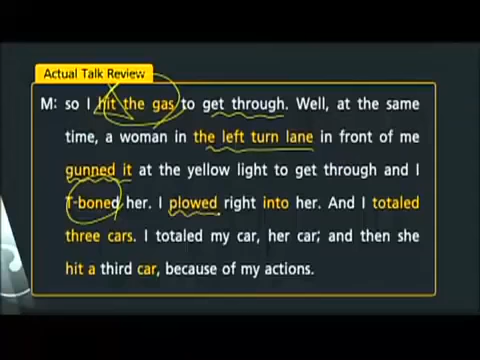 Actual Talk Review
M: so I hit the gas to get through. Well, at the same
time, a woman in the left turn lane in front of me
gunned it at the yellow light to get through and I
T-boned her. I plowed right into her. And I totaled
three cars. I totaled my car, her car; and then she
hit a third car, because of my actions.